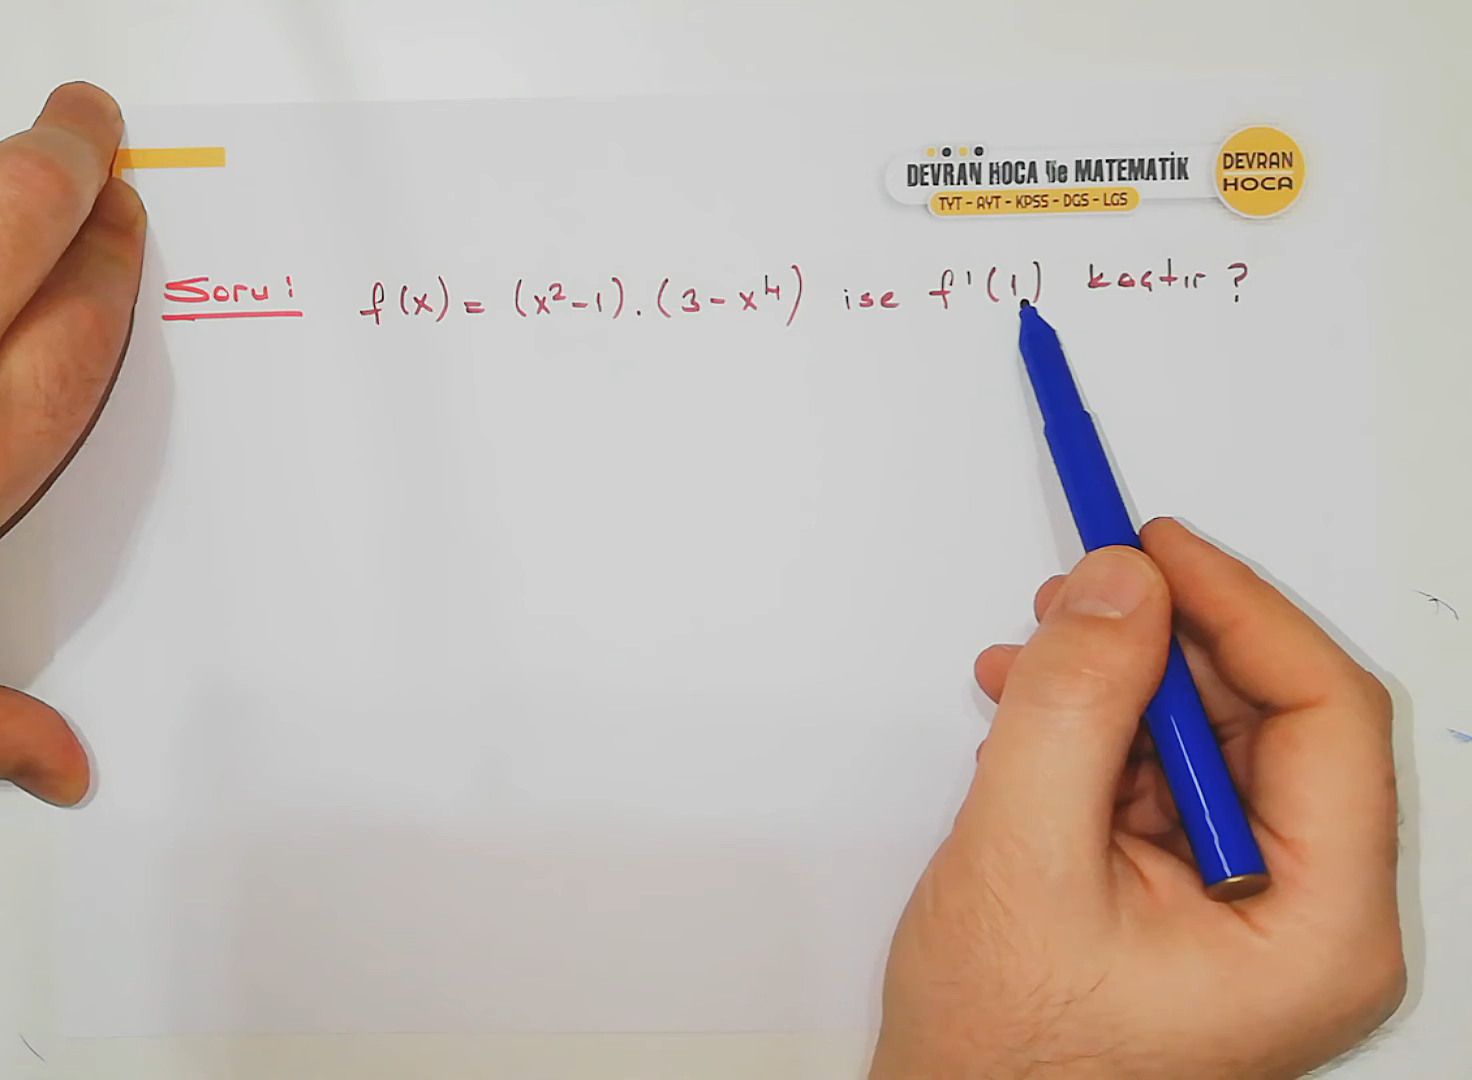 DEVRAN HOCA ile MATEMATİK
TYT - AYT - KPSS - DGS - LGS
DEVRAN
HOCA
Soru: f(x) = (x²-1).(3-x⁴) ise f'(1) kaçtır?